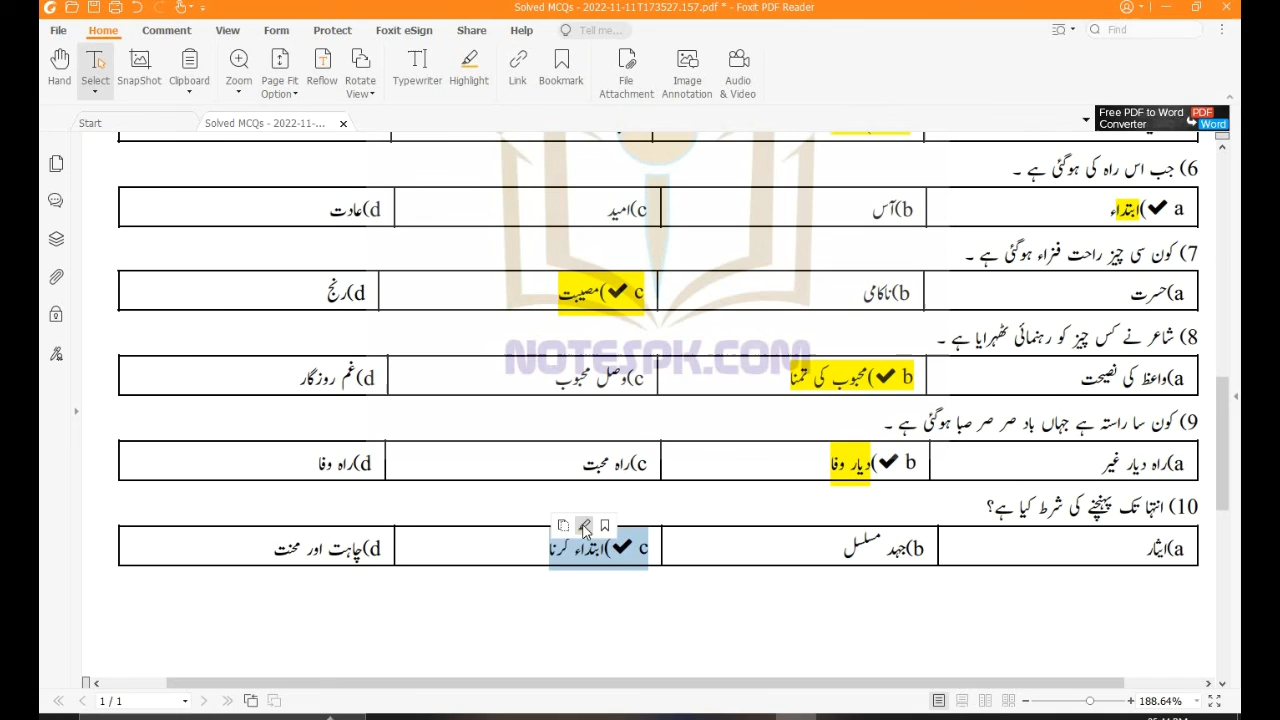 Solved MCQs - 2022-11-11T173527.157.pdf * - Foxit PDF Reader
File Home Comment View Form Protect Foxit eSign Share Help Tell me... Find
Hand Select SnapShot Clipboard Zoom Page Fit Option Reflow Rotate View Typewriter Highlight Link Bookmark File Attachment Image Annotation Audio & Video
Start Solved MCQs - 2022-11-... Free PDF to Word Converter PDF Word
6) جب اس راہ کی ہوگئی ہے ۔
a ✔)ابتداء b)آس c)امید d)عادت
7) کون سی چیز راحت فزاء ہوگئی ہے ۔
a)حسرت b)ناکامی c ✔)مصیبت d)رنج
8) شاعر نے کس چیز کو رہنمائی ٹھہرایا ہے ۔
a)واعظ کی نصیحت b ✔)محبوب کی تمنا c)وصل محبوب d)غم روزگار
NOTESPK.COM
9) کون سا راستہ ہے جہاں باد صر صر صبا ہوگئی ہے ۔
a)راہ دیار غیر b ✔)دیار وفا c)راہ محبت d)راہ وفا
10) انتہا تک پہنچنے کی شرط کیا ہے؟
a)ایثار b)جہد مسلسل c ✔)ابتداء کرنا d)چاہت اور محنت
1 / 1 188.64%